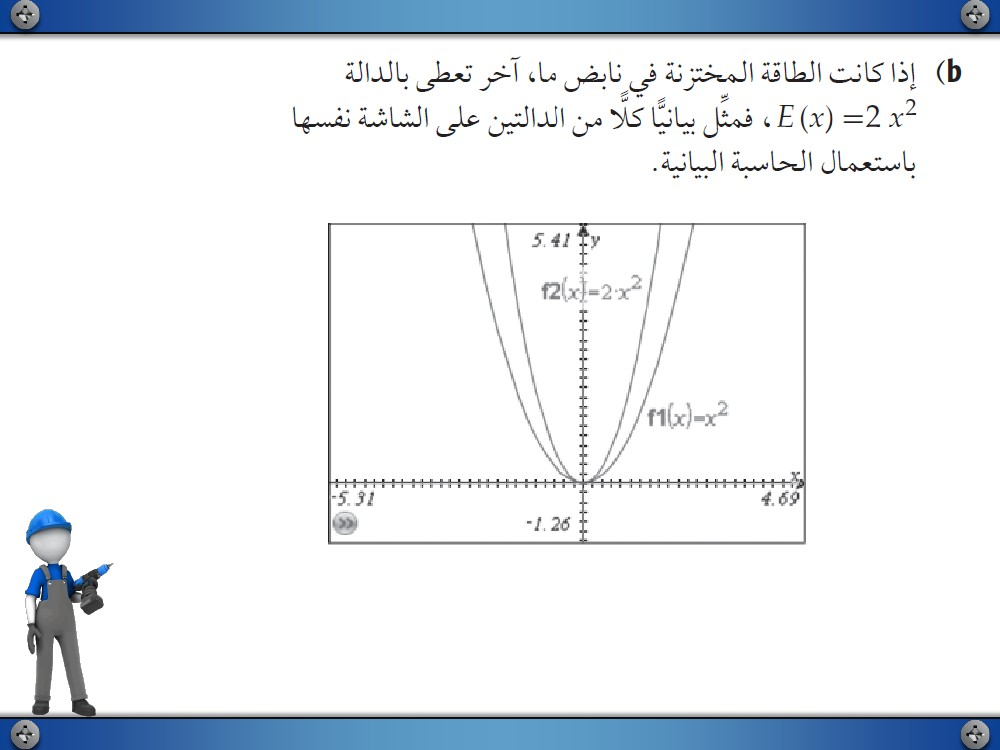 b) إذا كانت الطاقة المختزنة في نابض ما، آخر تعطى بالدالة
E (x) =2 x² ، فمثِّل بيانيًّا كلًّا من الدالتين على الشاشة نفسها
باستعمال الحاسبة البيانية.
5.41 y
f2(x)=2·x²
f1(x)=x²
x
-5.31 4.69
-1.26